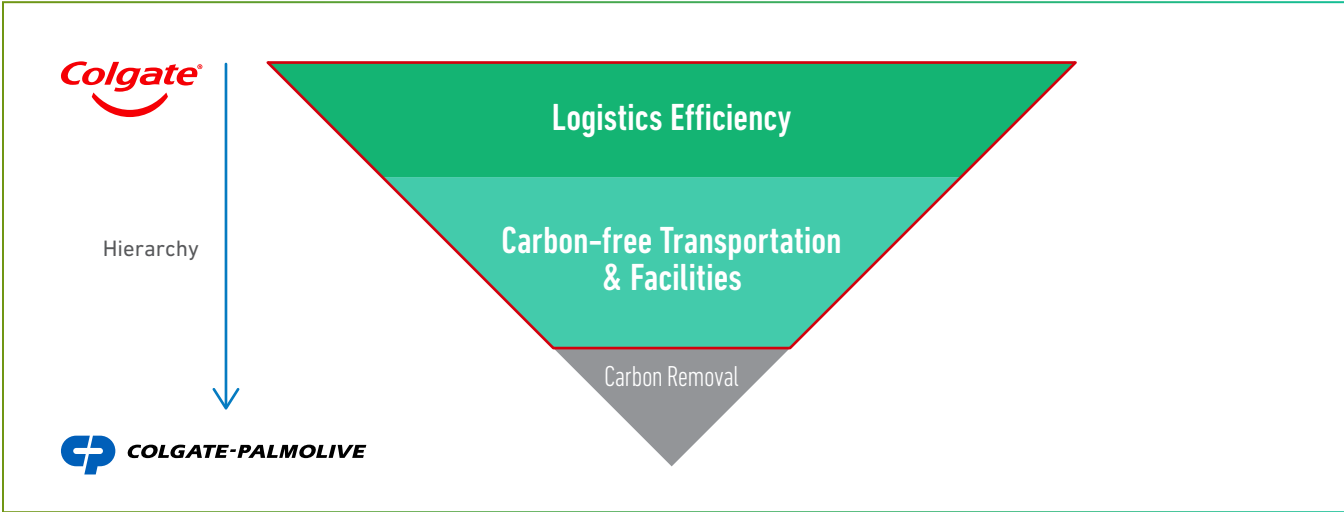 Colgate®
Logistics Efficiency
Hierarchy
Carbon-free Transportation
& Facilities
Carbon Removal
COLGATE-PALMOLIVE